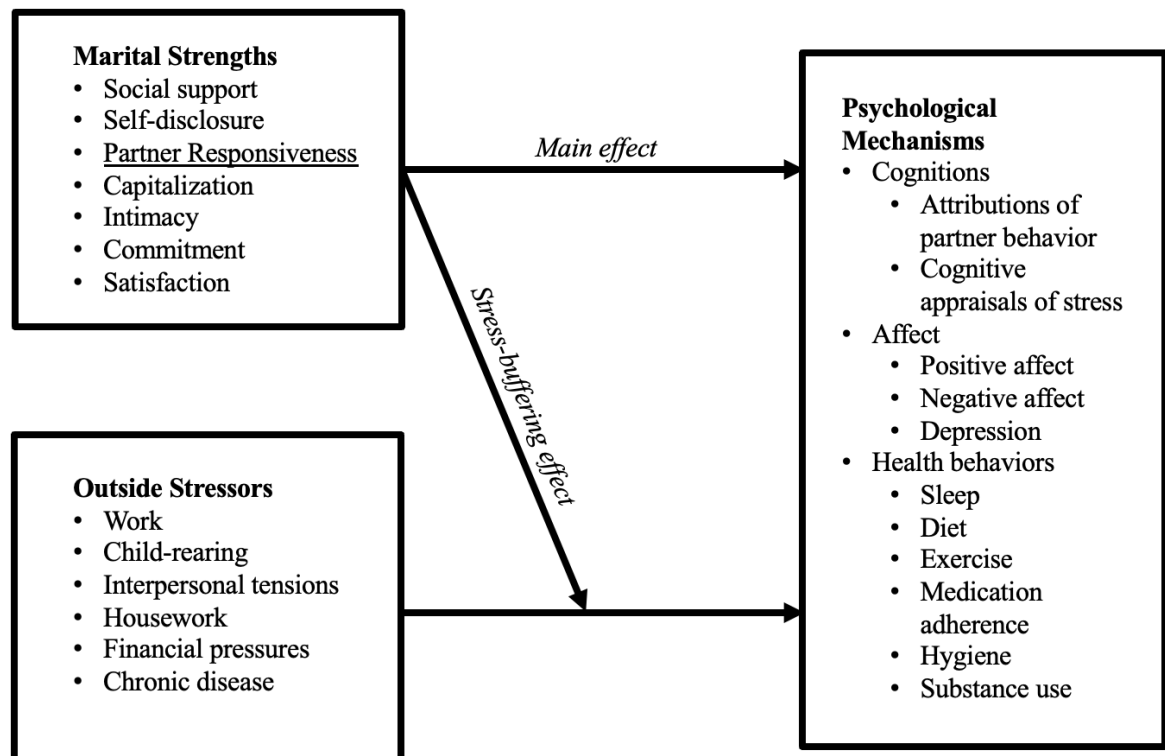 Marital Strengths
• Social support
• Self-disclosure
• Partner Responsiveness
• Capitalization
• Intimacy
• Commitment
• Satisfaction
Main effect
Stress-buffering effect
Outside Stressors
• Work
• Child-rearing
• Interpersonal tensions
• Housework
• Financial pressures
• Chronic disease
Psychological
Mechanisms
• Cognitions
• Attributions of
partner behavior
• Cognitive
appraisals of stress
• Affect
• Positive affect
• Negative affect
• Depression
• Health behaviors
• Sleep
• Diet
• Exercise
• Medication
adherence
• Hygiene
• Substance use